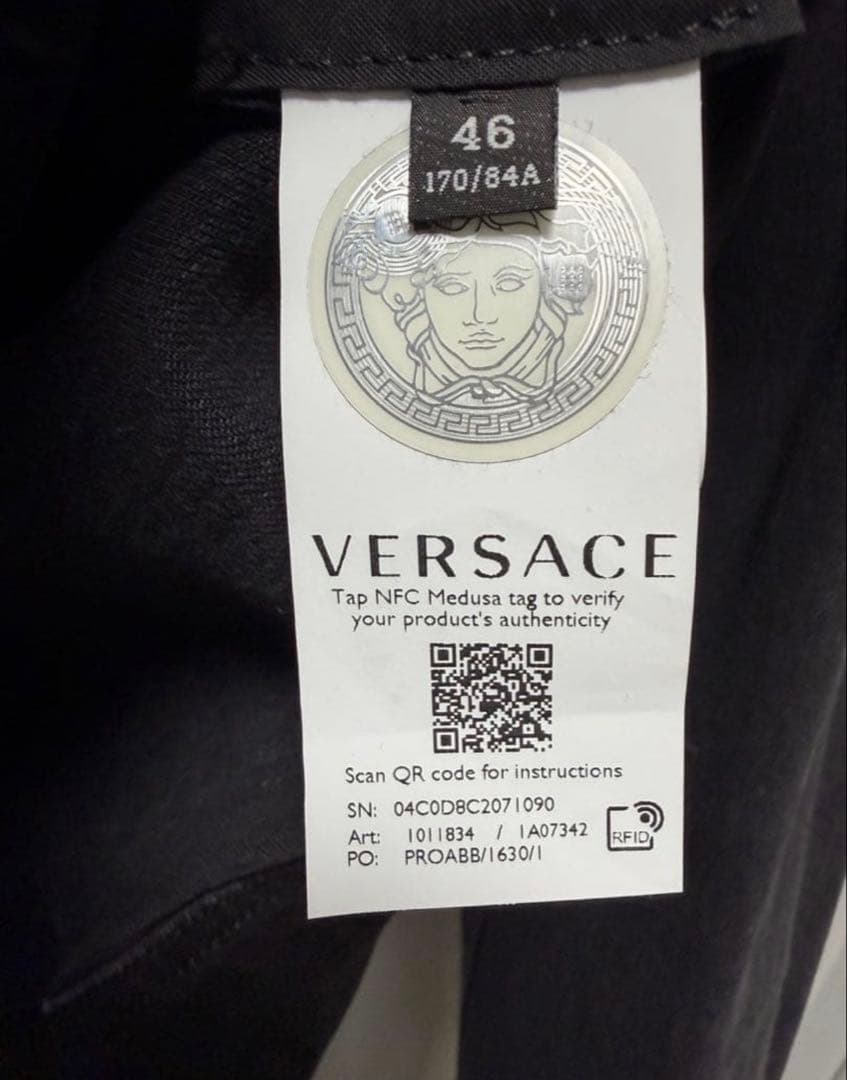 46
170/84A
VERSACE
Tap NFC Medusa tag to verify
your product's authenticity
Scan QR code for instructions
SN: 04C0D8C2071090
Art: 1011834 / 1A07342
PO: PROABB/1630/1
RFID